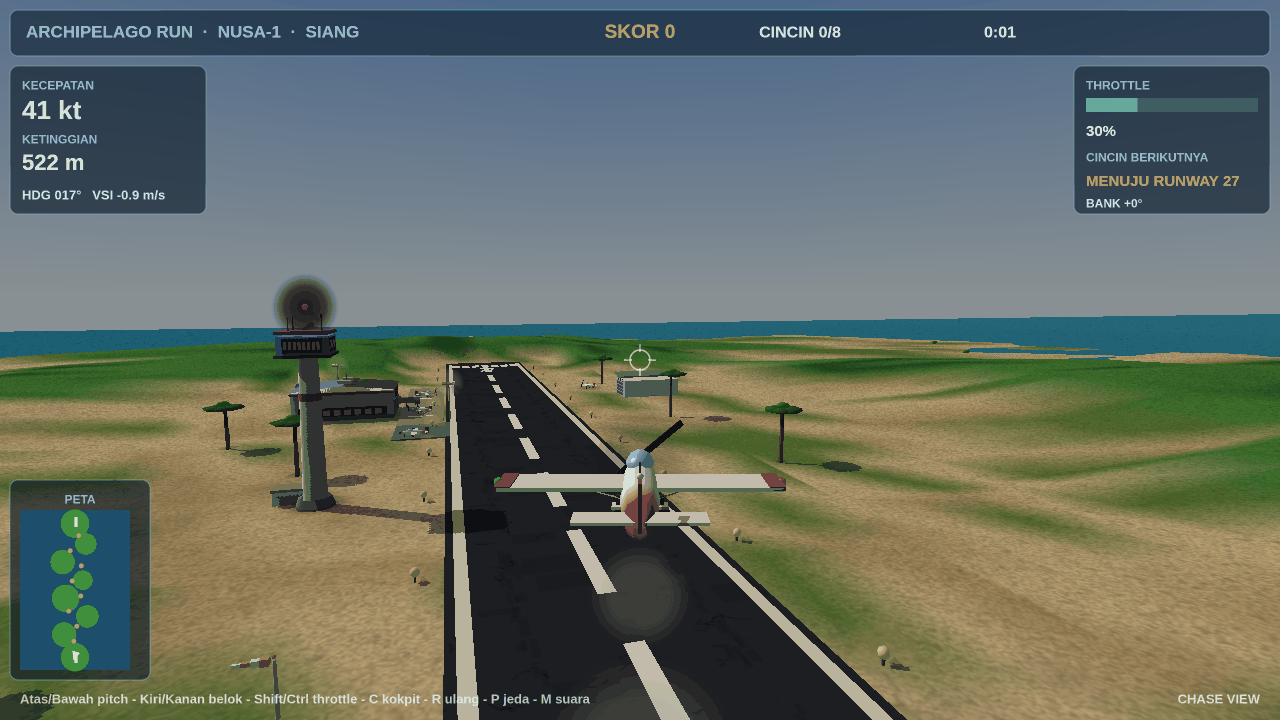 ARCHIPELAGO RUN · NUSA-1 · SIANG
SKOR 0
CINCIN 0/8
0:01
KECEPATAN
41 kt
KETINGGIAN
522 m
HDG 017° VSI -0.9 m/s
THROTTLE
30%
CINCIN BERIKUTNYA
MENUJU RUNWAY 27
BANK +0°
PETA
Atas/Bawah pitch - Kiri/Kanan belok - Shift/Ctrl throttle - C kokpit - R ulang - P jeda - M suara
CHASE VIEW